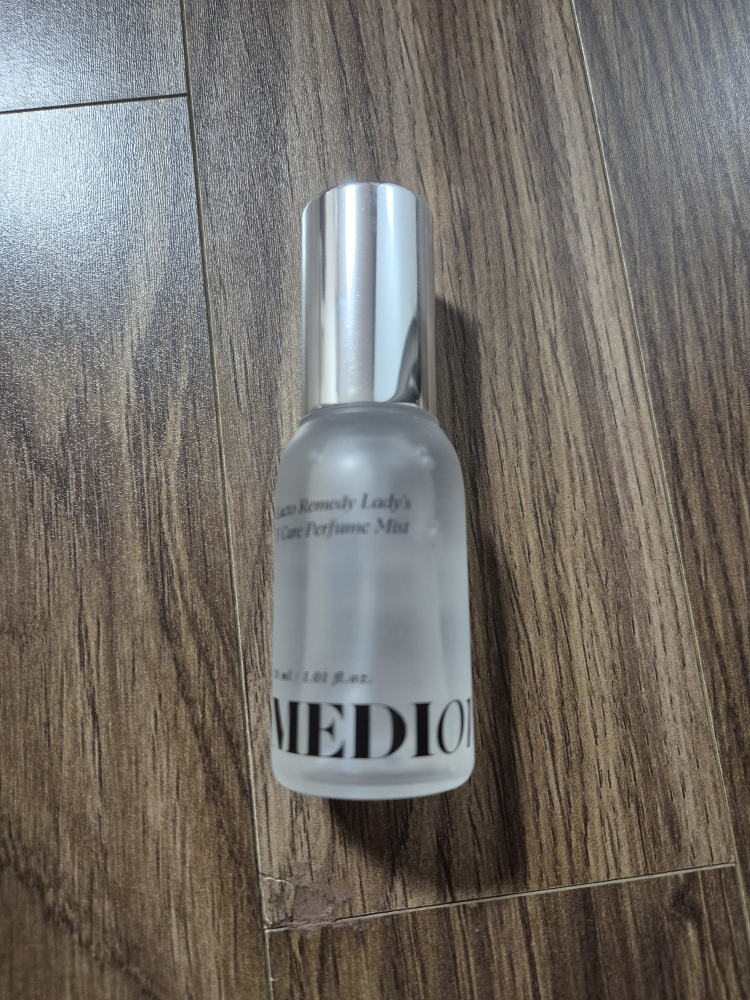 Lacto Remedy Lady's
Care Perfume Mist
ml / 1.01 fl.oz.
MEDIO